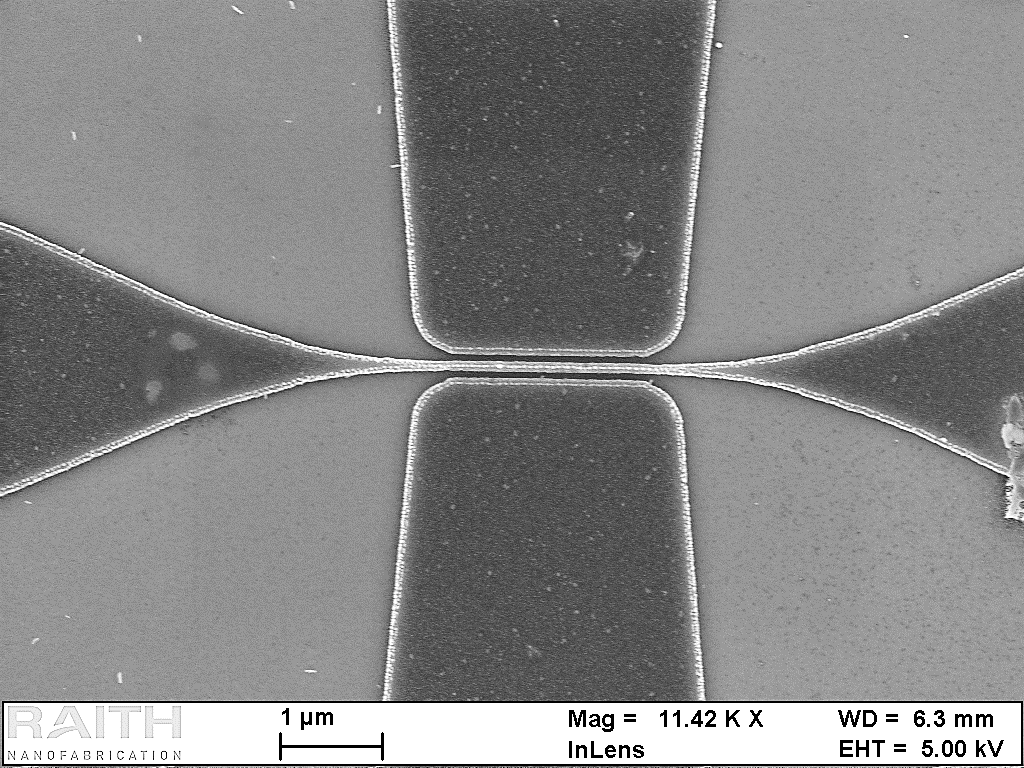 RAITH
NANOFABRICATION
1 µm
Mag = 11.42 K X
InLens
WD = 6.3 mm
EHT = 5.00 kV